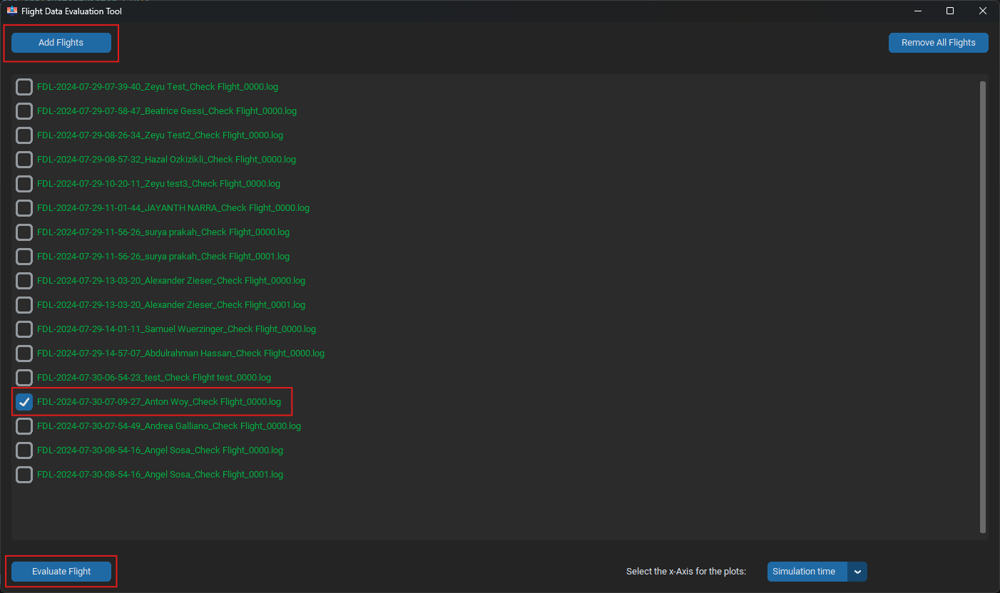 Flight Data Evaluation Tool
Add Flights
Remove All Flights
FDL-2024-07-29-07-39-40_Zeyu Test_Check Flight_0000.log
FDL-2024-07-29-07-58-47_Beatrice Gessi_Check Flight_0000.log
FDL-2024-07-29-08-26-34_Zeyu Test2_Check Flight_0000.log
FDL-2024-07-29-08-57-32_Hazal Ozkizikli_Check Flight_0000.log
FDL-2024-07-29-10-20-11_Zeyu test3_Check Flight_0000.log
FDL-2024-07-29-11-01-44_JAYANTH NARRA_Check Flight_0000.log
FDL-2024-07-29-11-56-26_surya prakah_Check Flight_0000.log
FDL-2024-07-29-11-56-26_surya prakah_Check Flight_0001.log
FDL-2024-07-29-13-03-20_Alexander Zieser_Check Flight_0000.log
FDL-2024-07-29-13-03-20_Alexander Zieser_Check Flight_0001.log
FDL-2024-07-29-14-01-11_Samuel Wuerzinger_Check Flight_0000.log
FDL-2024-07-29-14-57-07_Abdulrahman Hassan_Check Flight_0000.log
FDL-2024-07-30-06-54-23_test_Check Flight test_0000.log
FDL-2024-07-30-07-09-27_Anton Woy_Check Flight_0000.log
FDL-2024-07-30-07-54-49_Andrea Galliano_Check Flight_0000.log
FDL-2024-07-30-08-54-16_Angel Sosa_Check Flight_0000.log
FDL-2024-07-30-08-54-16_Angel Sosa_Check Flight_0001.log
Evaluate Flight
Select the x-Axis for the plots:
Simulation time